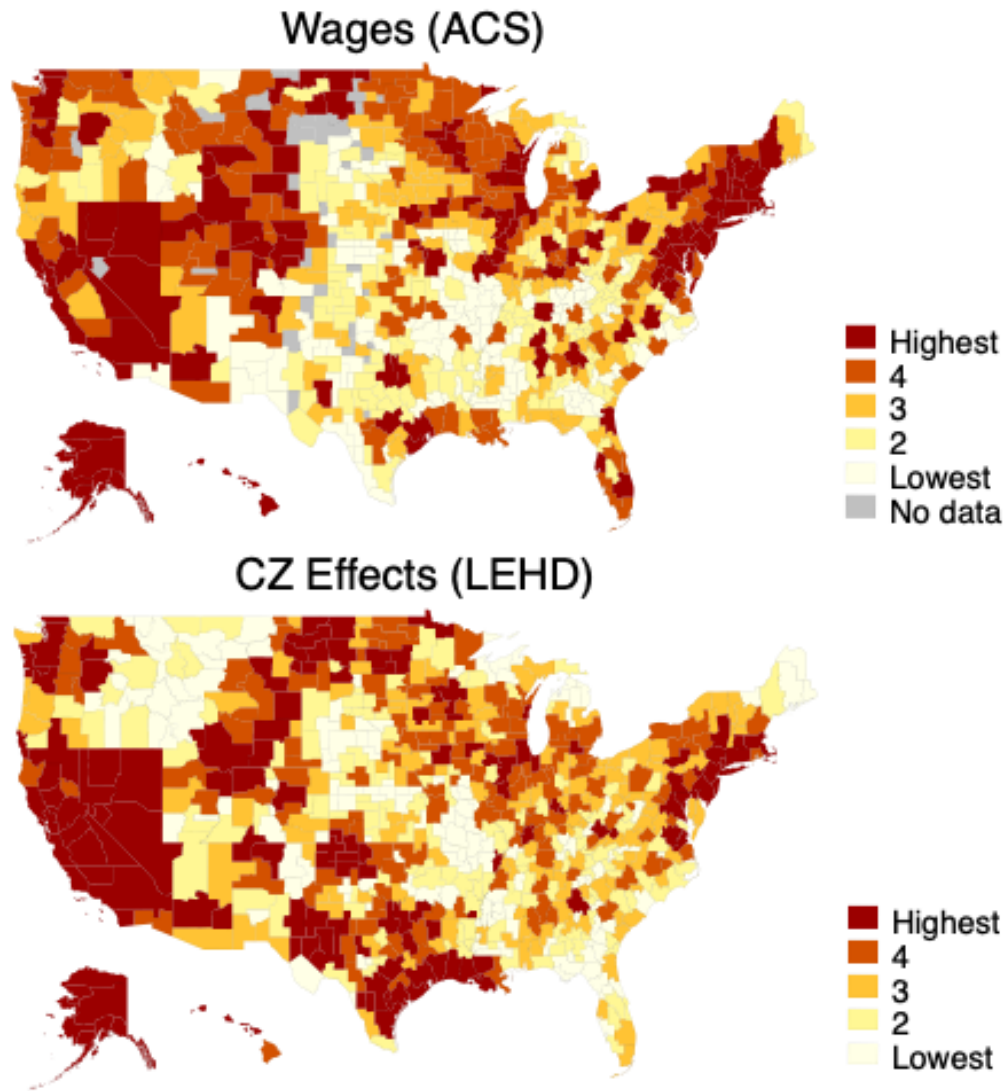 Wages (ACS)
Highest
4
3
2
Lowest
No data
CZ Effects (LEHD)
Highest
4
3
2
Lowest